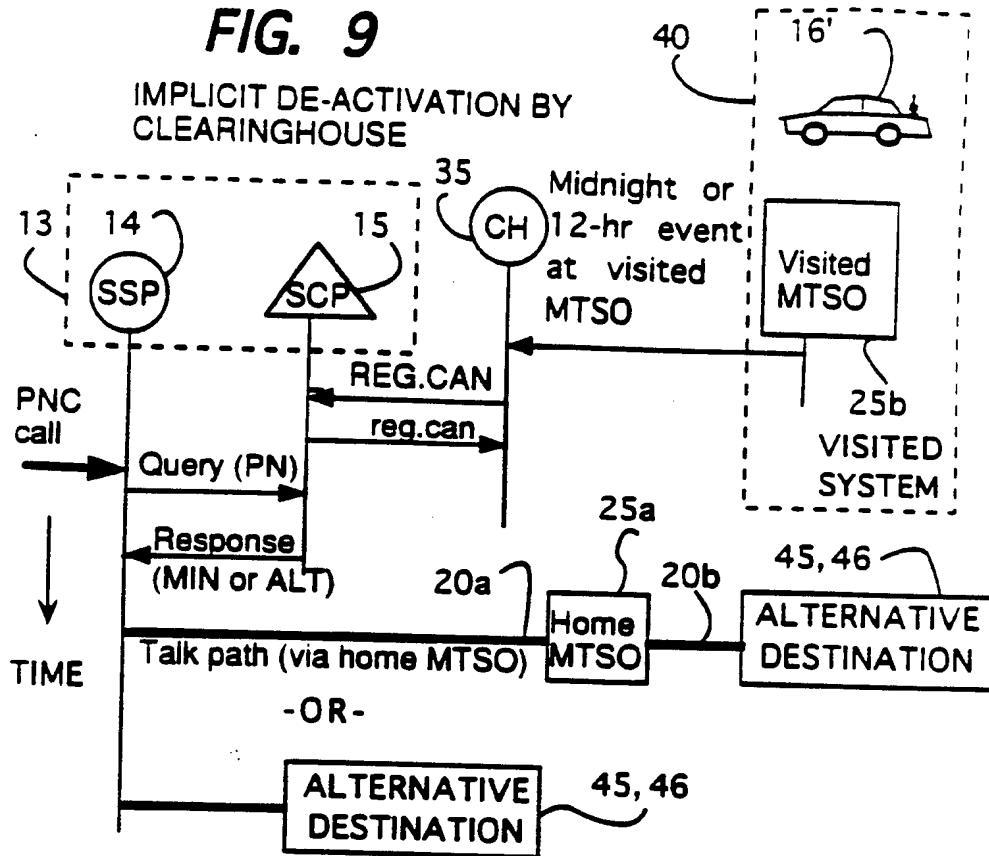 FIG. 9
IMPLICIT DE-ACTIVATION BY
CLEARINGHOUSE
40
16'
13
14
15
35
SSP
SCP
CH
Midnight or
12-hr event
at visited
MTSO
Visited
MTSO
25b
VISITED
SYSTEM
REG.CAN
reg.can
PNC
call
Query (PN)
Response
(MIN or ALT)
TIME
20a
25a
20b
45, 46
Home
MTSO
ALTERNATIVE
DESTINATION
Talk path (via home MTSO)
-OR-
ALTERNATIVE
DESTINATION
45, 46